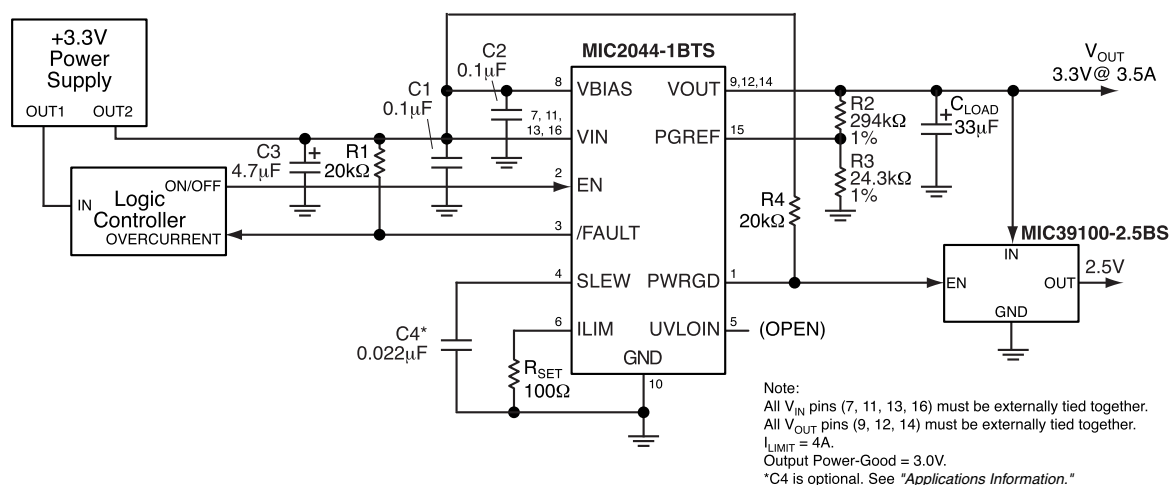 +3.3V
Power
Supply
OUT1 OUT2
C1
0.1µF
C2
0.1µF
MIC2044-1BTS
8 VBIAS
VOUT 9,12,14
VOUT
3.3V@ 3.5A
7, 11,
13, 16 VIN
PGREF 15
R2
294kΩ
1%
+ CLOAD
33µF
C3
4.7µF
+
R1
20kΩ
R3
24.3kΩ
1%
Logic
Controller
IN
ON/OFF
OVERCURRENT
2 EN
R4
20kΩ
3 /FAULT
MIC39100-2.5BS
IN
EN
OUT
GND
2.5V
4 SLEW
PWRGD 1
C4*
0.022µF
6 ILIM
UVLOIN 5 (OPEN)
RSET
100Ω
GND
10
Note:
All VIN pins (7, 11, 13, 16) must be externally tied together.
All VOUT pins (9, 12, 14) must be externally tied together.
ILIMIT = 4A.
Output Power-Good = 3.0V.
*C4 is optional. See "Applications Information."